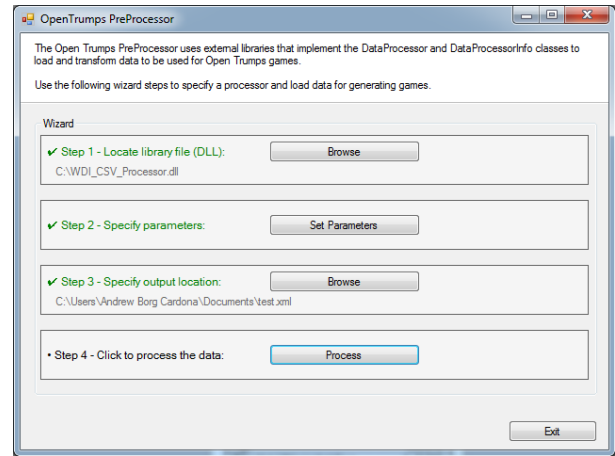 OpenTrumps PreProcessor
The Open Trumps PreProcessor uses external libraries that implement the DataProcessor and DataProcessorInfo classes to
load and transform data to be used for Open Trumps games.
Use the following wizard steps to specify a processor and load data for generating games.
Wizard
✔ Step 1 - Locate library file (DLL): Browse
C:\WDI_CSV_Processor.dll
✔ Step 2 - Specify parameters: Set Parameters
✔ Step 3 - Specify output location: Browse
C:\Users\Andrew Borg Cardona\Documents\test.xml
• Step 4 - Click to process the data: Process
Exit